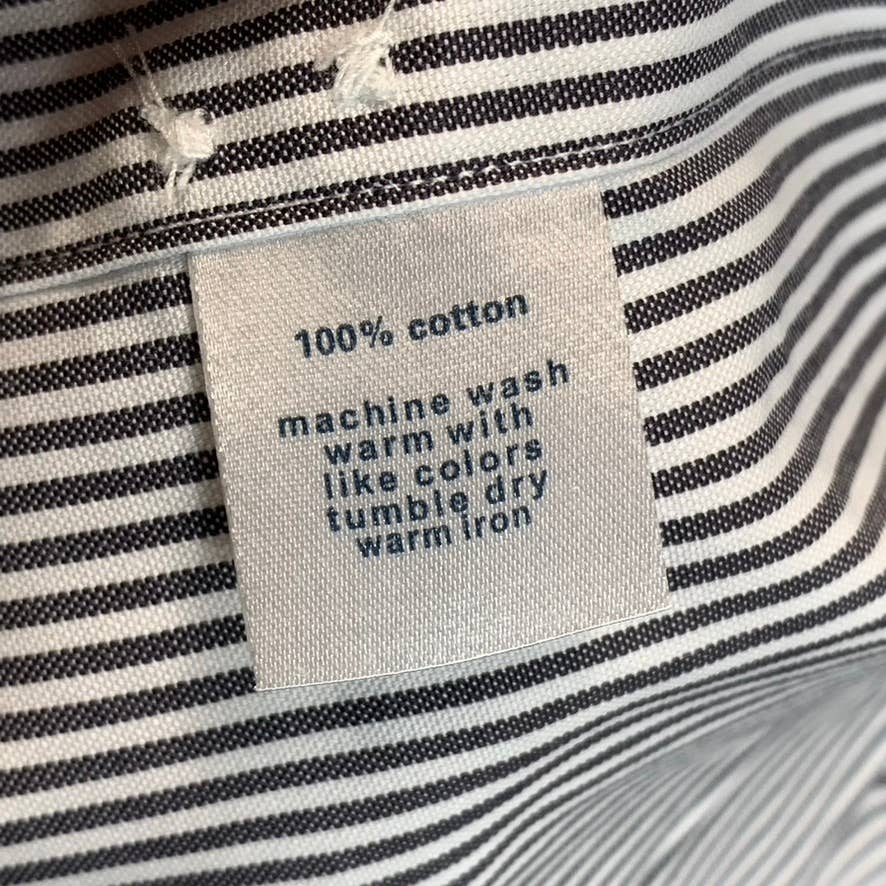 100% cotton
machine wash
warm with
like colors
tumble dry
warm iron